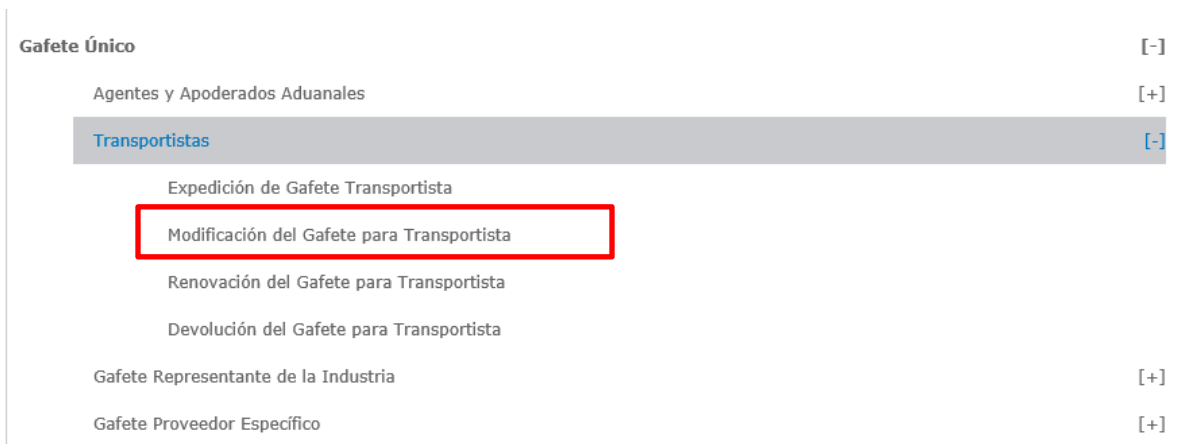 Gafete Único [-]
Agentes y Apoderados Aduanales [+]
Transportistas [-]
Expedición de Gafete Transportista
Modificación del Gafete para Transportista
Renovación del Gafete para Transportista
Devolución del Gafete para Transportista
Gafete Representante de la Industria [+]
Gafete Proveedor Específico [+]